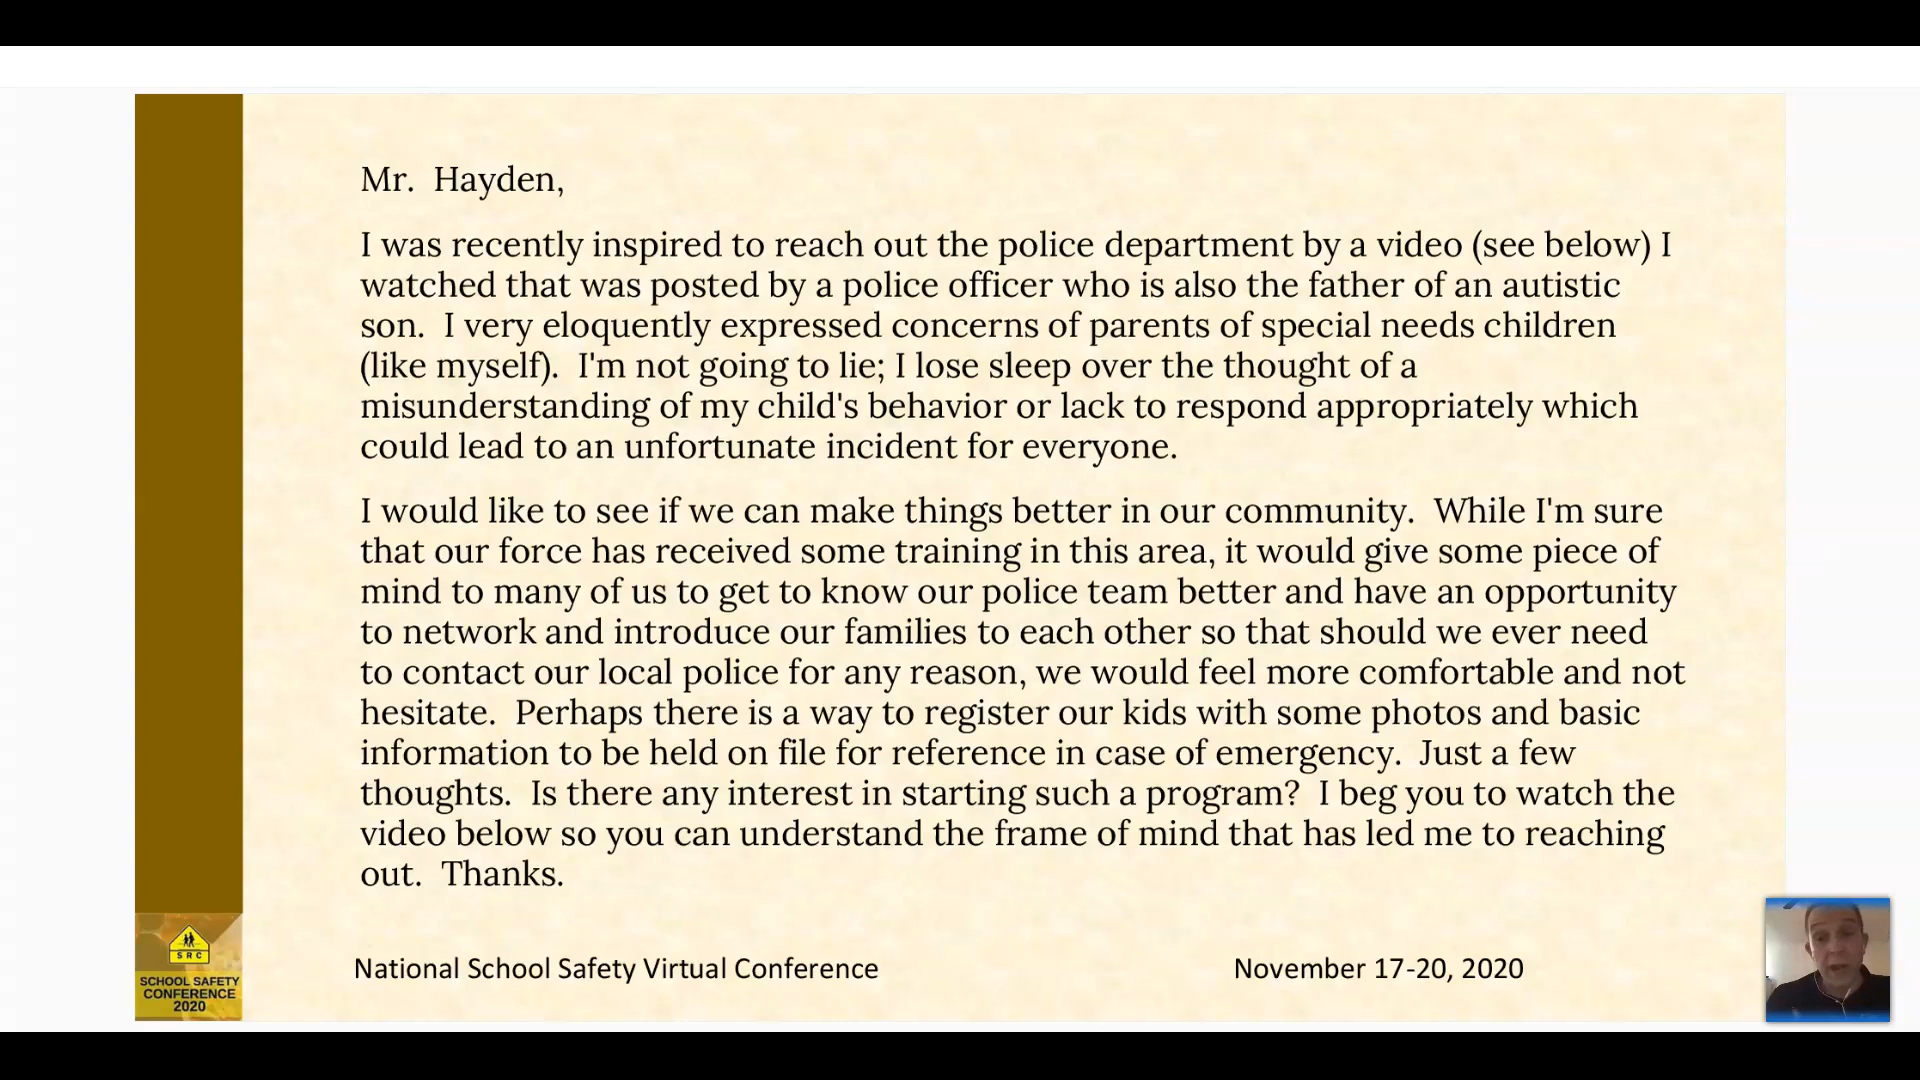 Mr.  Hayden,
I was recently inspired to reach out the police department by a video (see below) I
watched that was posted by a police officer who is also the father of an autistic
son.  I very eloquently expressed concerns of parents of special needs children
(like myself).  I'm not going to lie; I lose sleep over the thought of a
misunderstanding of my child's behavior or lack to respond appropriately which
could lead to an unfortunate incident for everyone.
I would like to see if we can make things better in our community.  While I'm sure
that our force has received some training in this area, it would give some piece of
mind to many of us to get to know our police team better and have an opportunity
to network and introduce our families to each other so that should we ever need
to contact our local police for any reason, we would feel more comfortable and not
hesitate.  Perhaps there is a way to register our kids with some photos and basic
information to be held on file for reference in case of emergency.  Just a few
thoughts.  Is there any interest in starting such a program?  I beg you to watch the
video below so you can understand the frame of mind that has led me to reaching
out.  Thanks.
SRC
SCHOOL SAFETY
CONFERENCE
2020
National School Safety Virtual Conference
November 17-20, 2020